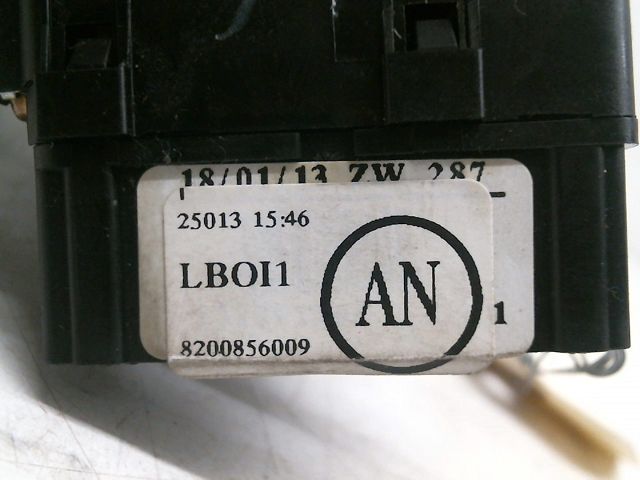 18/01/13 ZW 287
25013 15:46
LBOI1
AN
1
8200856009